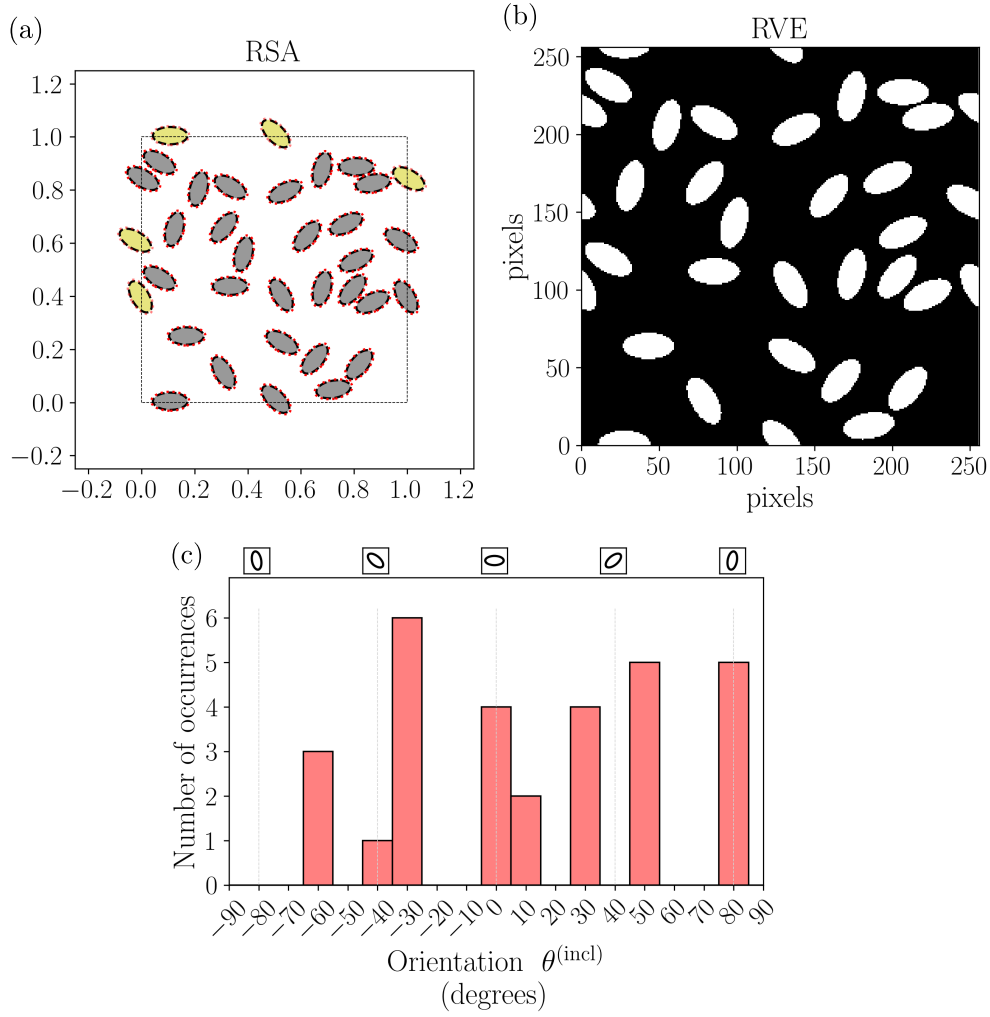 (a)
RSA
1.2
1.0
0.8
0.6
0.4
0.2
0.0
−0.2
−0.2 0.0 0.2 0.4 0.6 0.8 1.0 1.2
(b)
RVE
250
200
150
100
50
0
pixels
0 50 100 150 200 250
pixels
(c)
Number of occurrences
6
5
4
3
2
1
0
−90 −80 −70 −60 −50 −40 −30 −20 −10 0 10 20 30 40 50 60 70 80 90
Orientation θ^(incl)
(degrees)